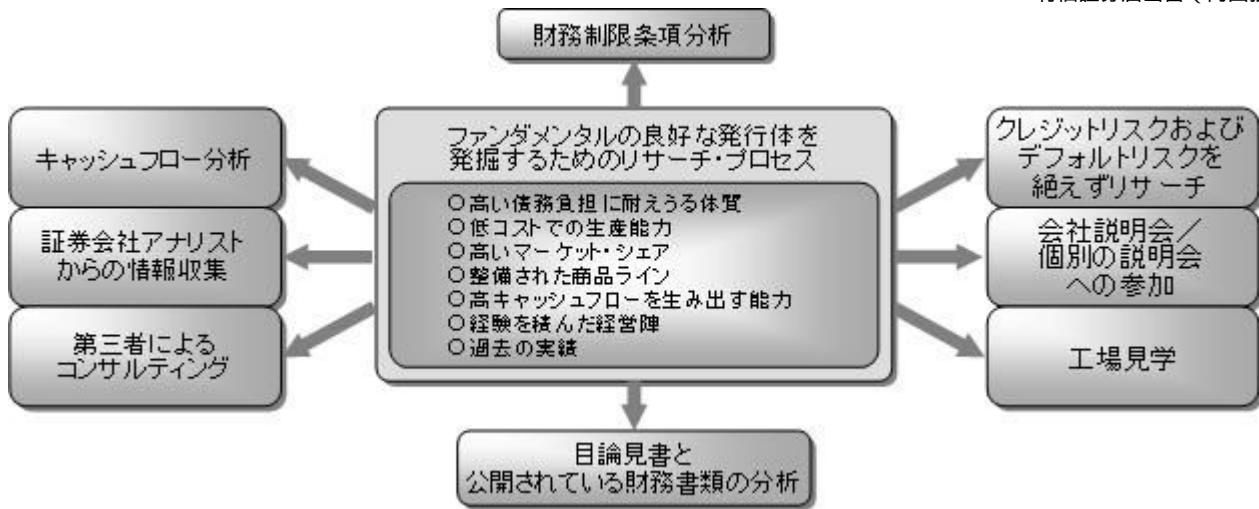 財務制限条項分析
ファンダメンタルの良好な発行体を
発掘するためのリサーチ・プロセス
○高い債務負担に耐えうる体質
○低コストでの生産能力
○高いマーケット・シェア
○整備された商品ライン
○高キャッシュフローを生み出す能力
○経験を積んだ経営陣
○過去の実績
キャッシュフロー分析
証券会社アナリスト
からの情報収集
第三者による
コンサルティング
クレジットリスクおよび
デフォルトリスクを
絶えずリサーチ
会社説明会／
個別の説明会
への参加
工場見学
目論見書と
公開されている財務書類の分析